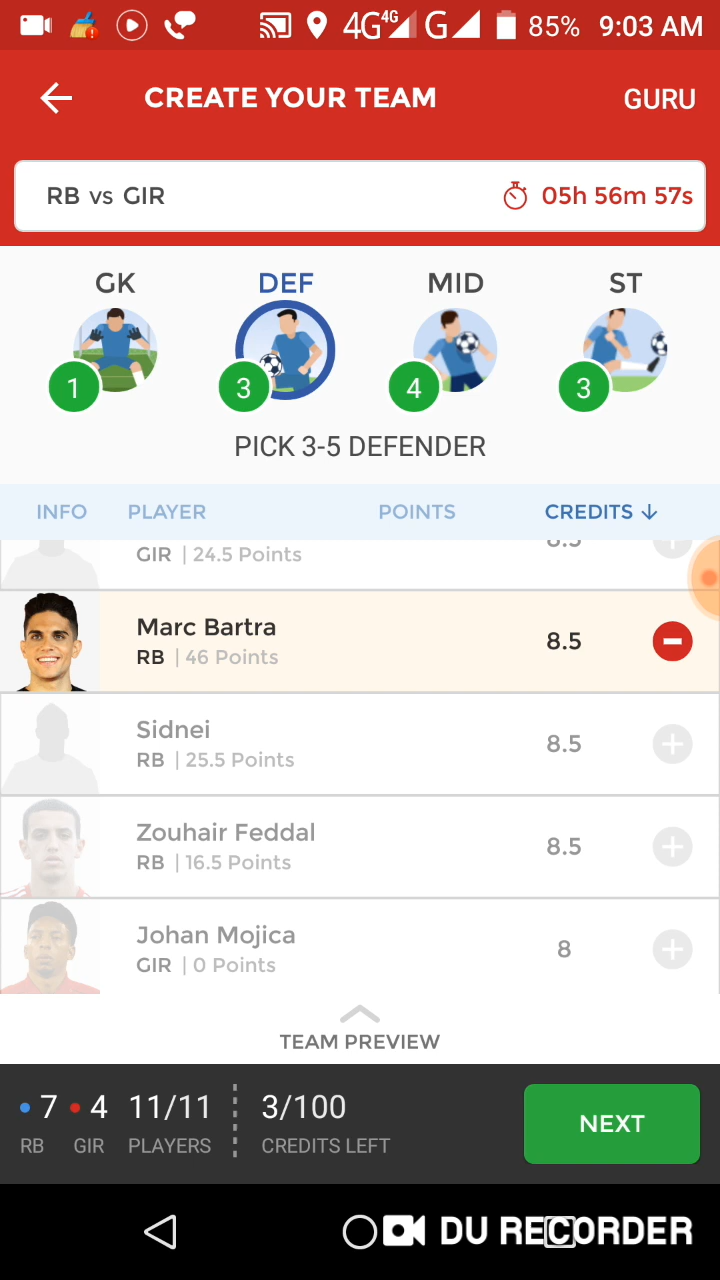 4G 4G G 85% 9:03 AM
CREATE YOUR TEAM GURU
RB vs GIR 05h 56m 57s
GK DEF MID ST
1 3 4 3
PICK 3-5 DEFENDER
INFO PLAYER POINTS CREDITS
GIR | 24.5 Points 8.5
Marc Bartra
RB | 46 Points 8.5
Sidnei
RB | 25.5 Points 8.5
Zouhair Feddal
RB | 16.5 Points 8.5
Johan Mojica
GIR | 0 Points 8
TEAM PREVIEW
7 4 11/11 3/100
RB GIR PLAYERS CREDITS LEFT
NEXT
DU RECORDER